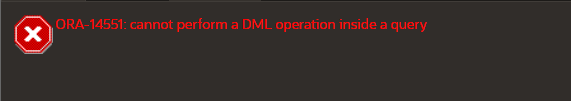 ORA-14551: cannot perform a DML operation inside a query